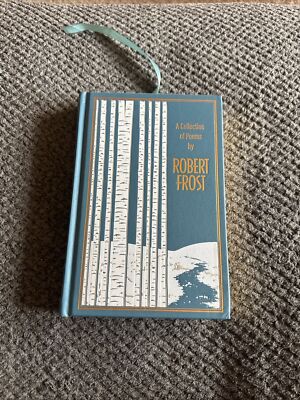 A Collection
of Poems
by
ROBERT
FROST